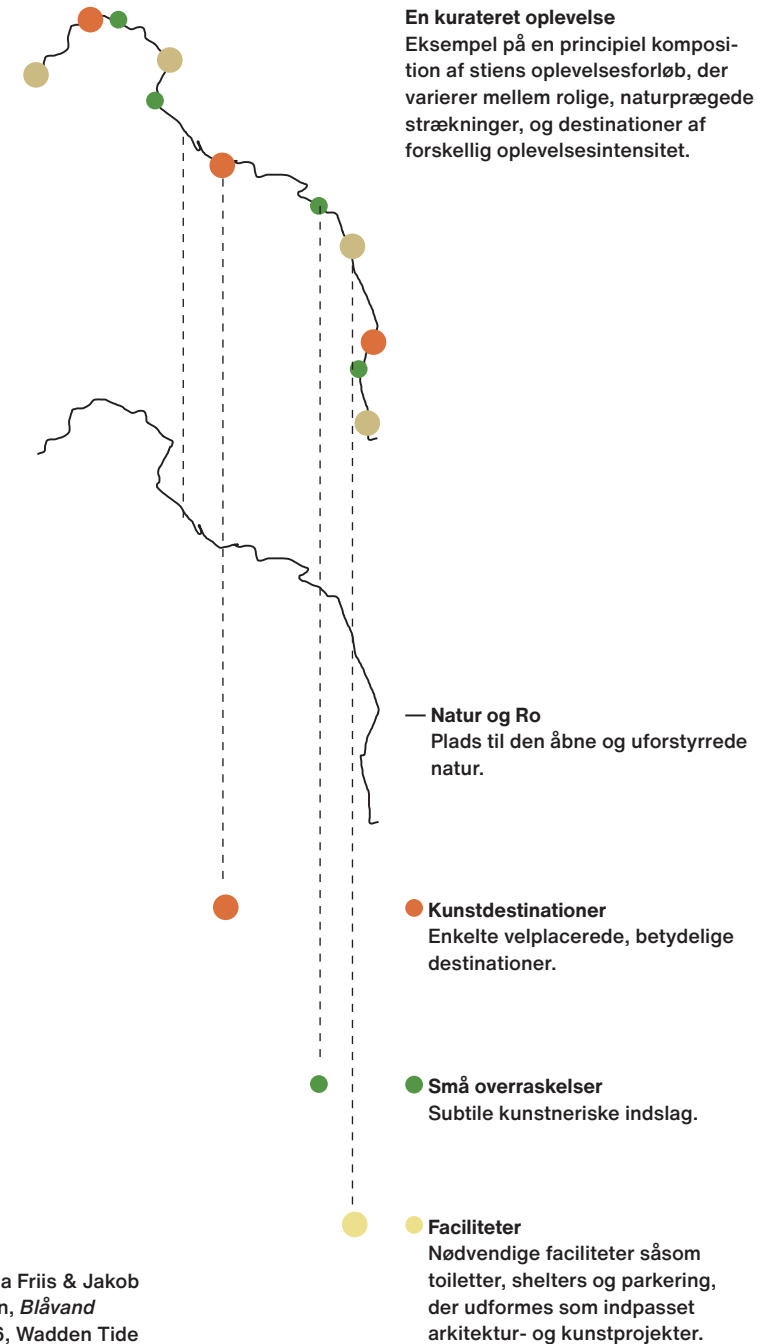 En kurateret oplevelse
Eksempel på en principiel komposi-
tion af stiens oplevelsesforløb, der
varierer mellem rolige, naturprægede
strækninger, og destinationer af
forskellig oplevelsesintensitet.
Natur og Ro
Plads til den åbne og uforstyrrede
natur.
Kunstdestinationer
Enkelte velplacerede, betydelige
destinationer.
Små overraskelser
Subtile kunstneriske indslag.
Faciliteter
Nødvendige faciliteter såsom
toiletter, shelters og parkering,
der udformes som indpasset
arkitektur- og kunstprojekter.
a Friis & Jakob
n, Blåvand
6, Wadden Tide